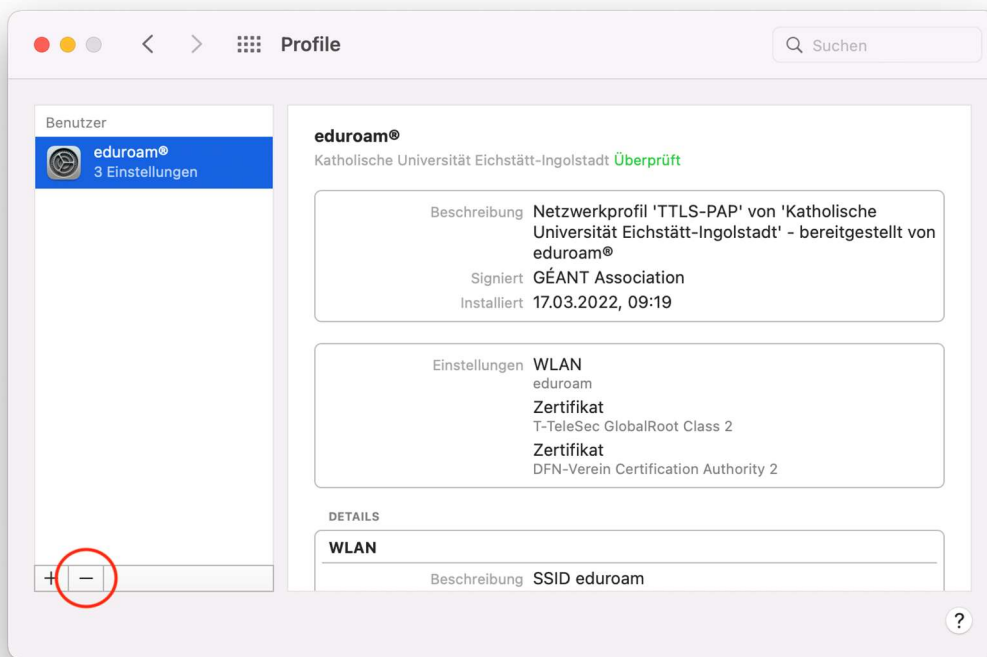 Profile
Suchen
Benutzer
eduroam®
3 Einstellungen
eduroam®
Katholische Universität Eichstätt-Ingolstadt Überprüft
Beschreibung Netzwerkprofil 'TTLS-PAP' von 'Katholische
Universität Eichstätt-Ingolstadt' - bereitgestellt von
eduroam®
Signiert GÉANT Association
Installiert 17.03.2022, 09:19
Einstellungen WLAN
eduroam
Zertifikat
T-TeleSec GlobalRoot Class 2
Zertifikat
DFN-Verein Certification Authority 2
DETAILS
WLAN
Beschreibung SSID eduroam
+ −
?